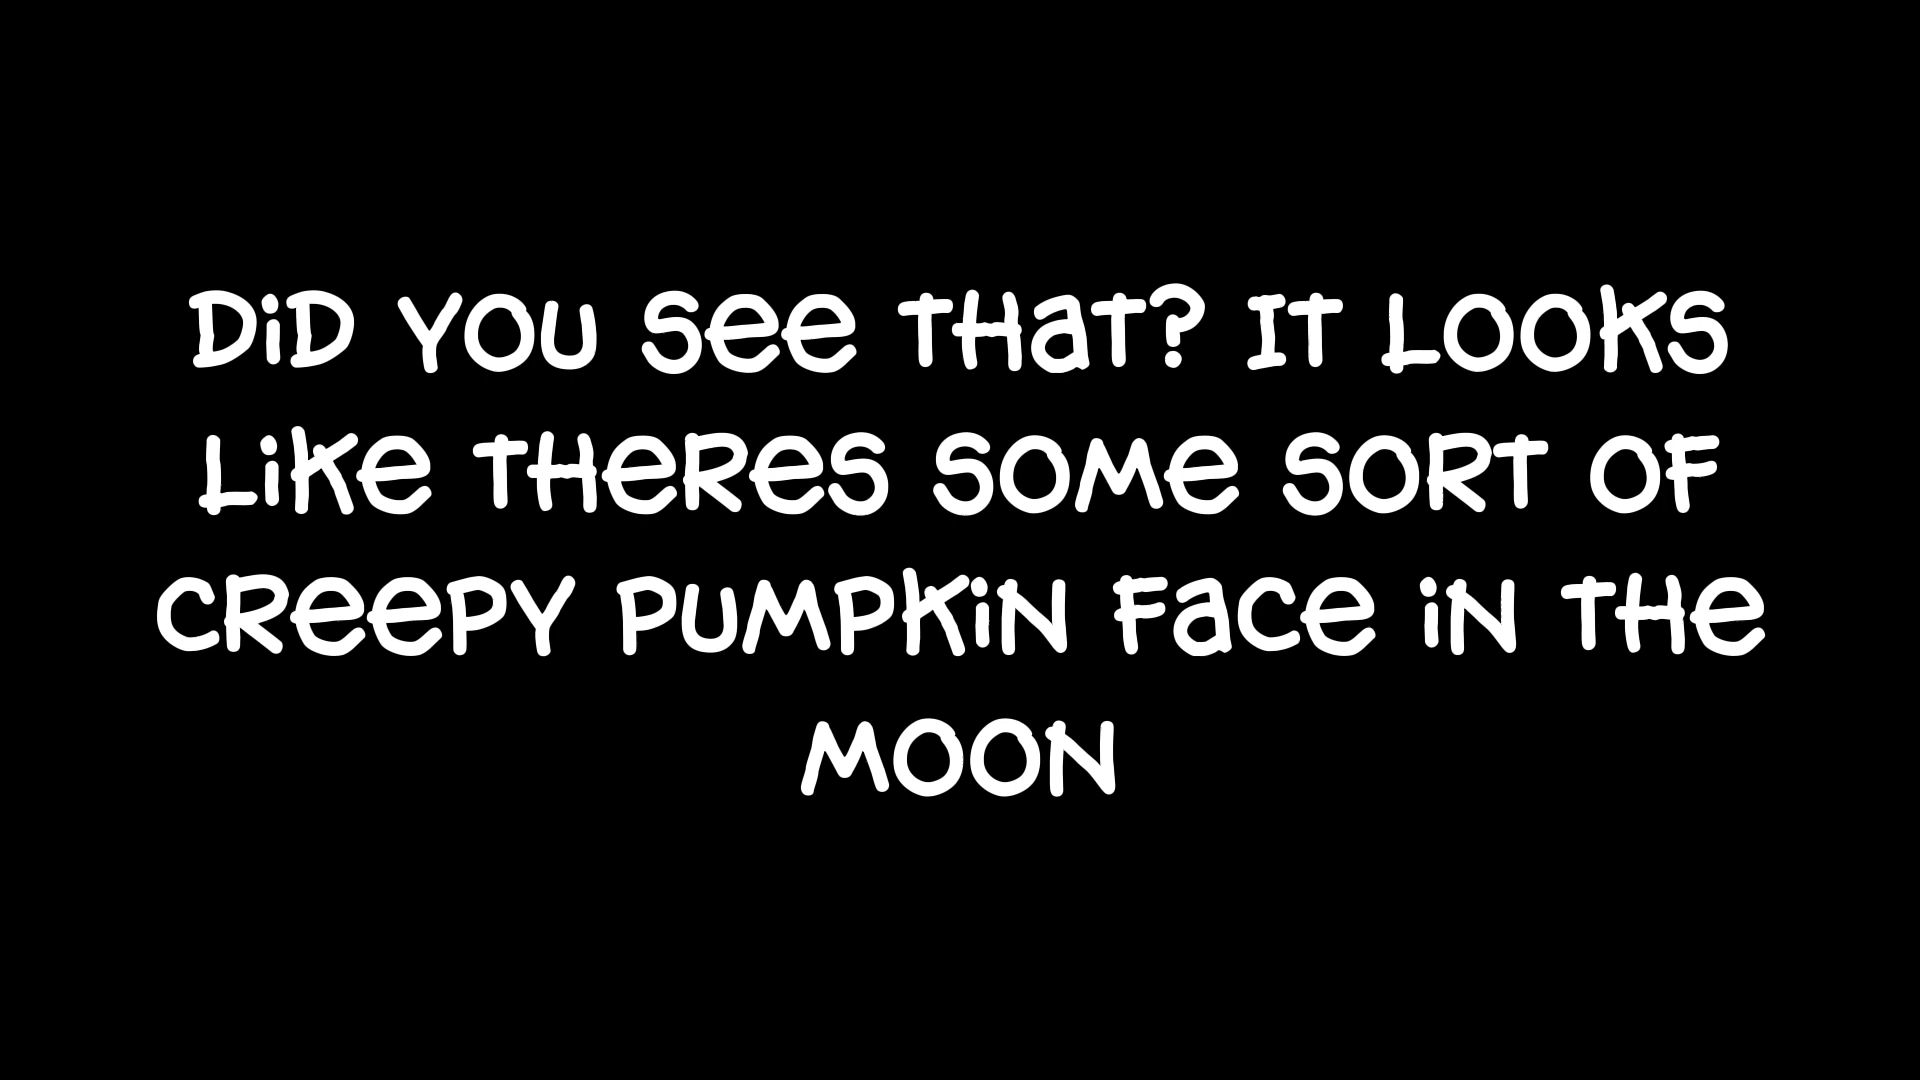 Did you see that? It looks
like theres some sort of
creepy pumpkin face in the
moon